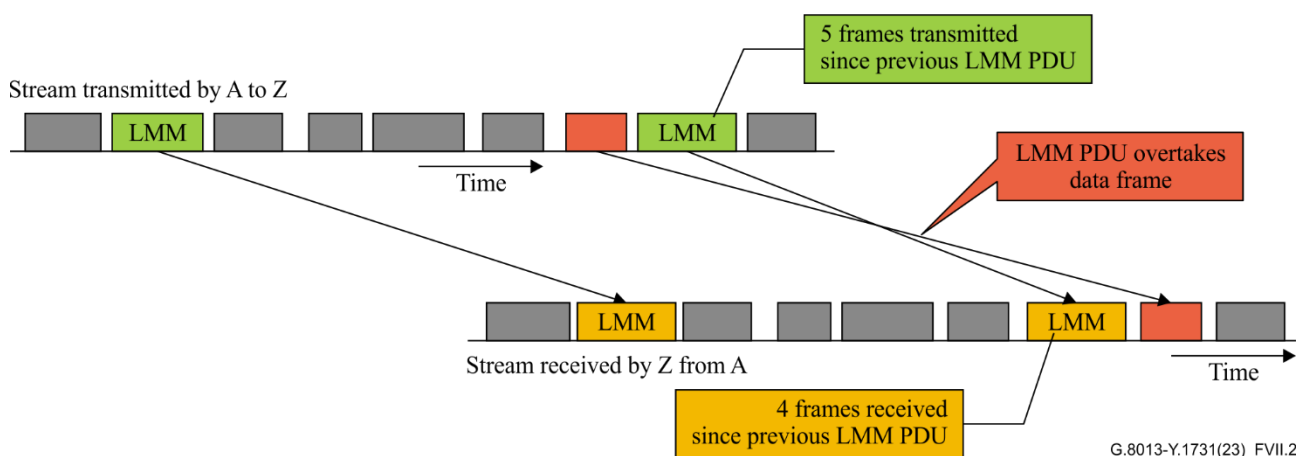 5 frames transmitted
since previous LMM PDU
Stream transmitted by A to Z
LMM
LMM
Time
LMM PDU overtakes
data frame
LMM
LMM
Stream received by Z from A
Time
4 frames received
since previous LMM PDU
G.8013-Y.1731(23)_FVII.2